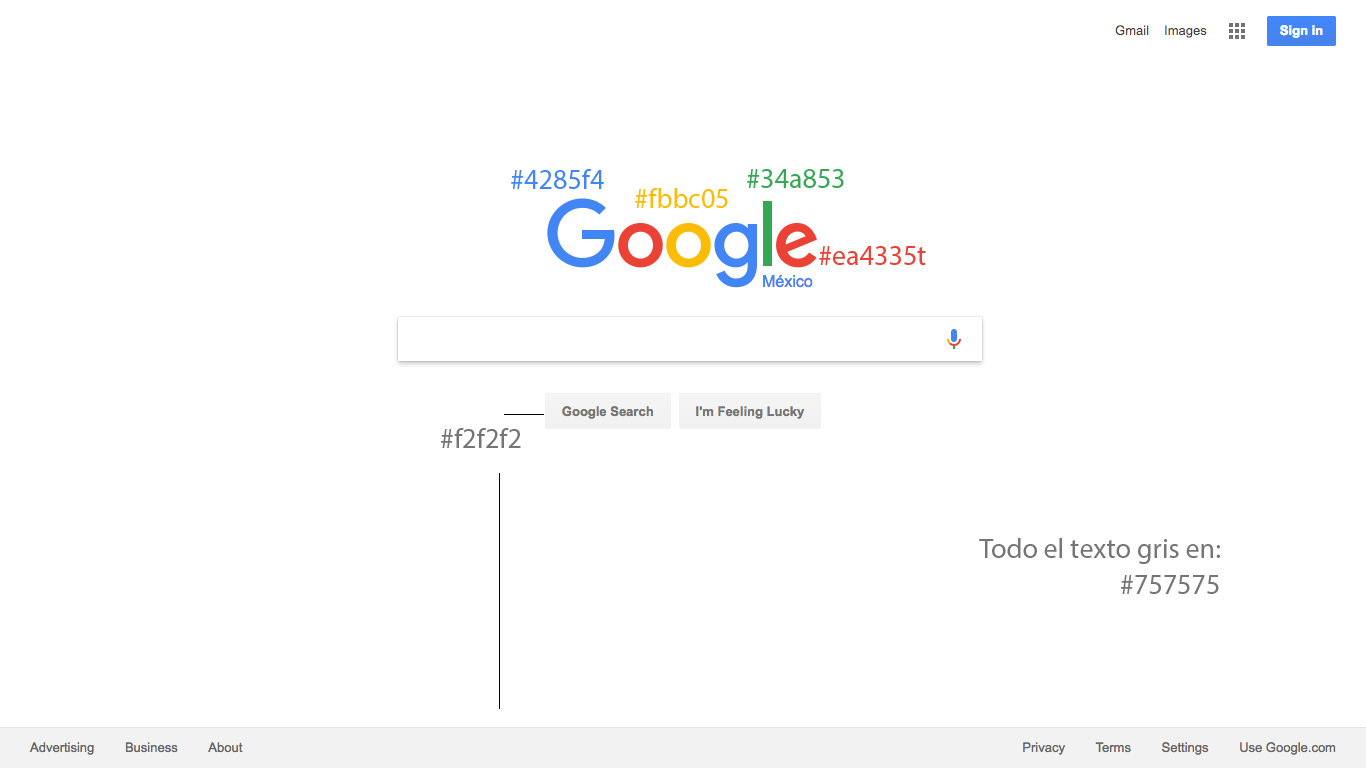 Gmail Images Sign in
#4285f4
#34a853
#fbbc05
Google
#ea4335t
México
Google Search I'm Feeling Lucky
#f2f2f2
Todo el texto gris en:
#757575
Advertising Business About Privacy Terms Settings Use Google.com